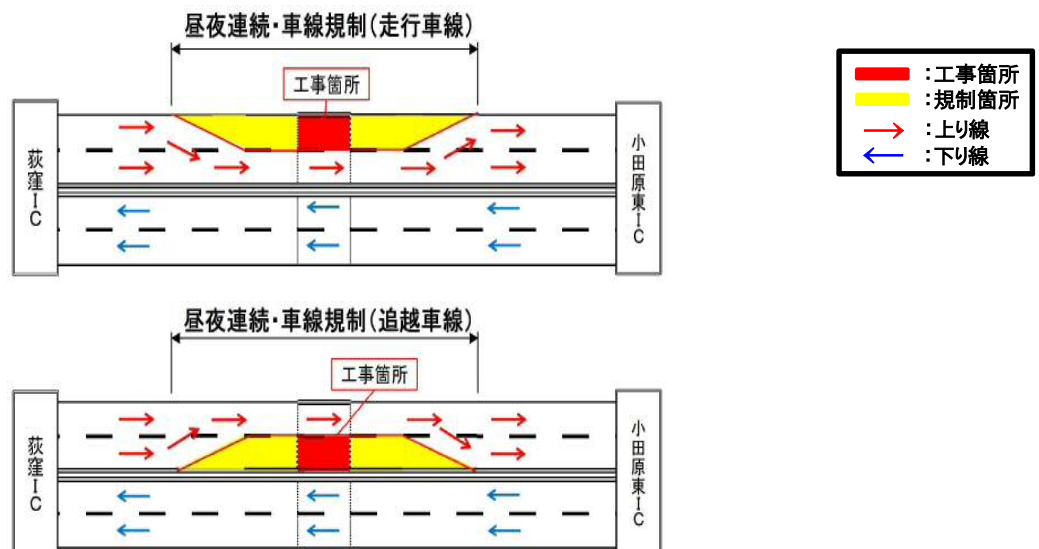 昼夜連続・車線規制(走行車線)
工事箇所
荻窪IC
小田原東IC
:工事箇所
:規制箇所
:上り線
:下り線
昼夜連続・車線規制(追越車線)
工事箇所
荻窪IC
小田原東IC